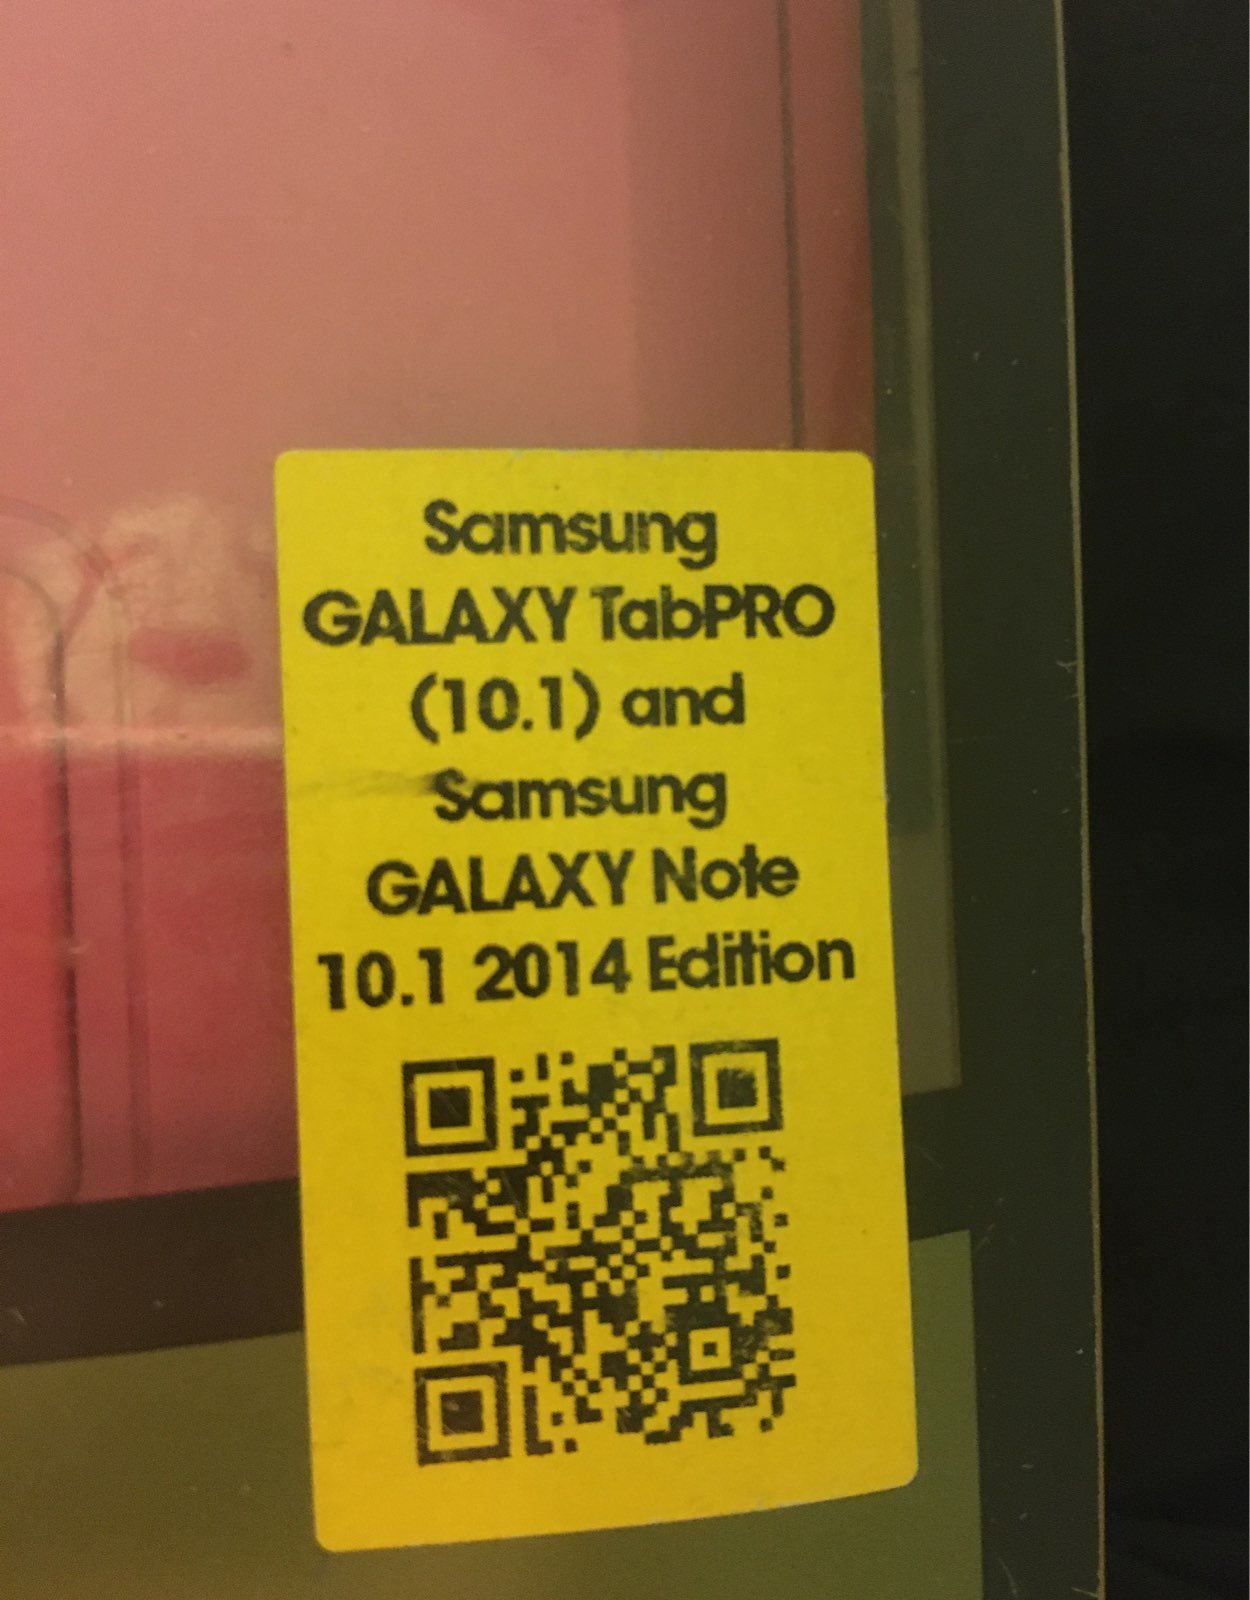 Samsung
GALAXY TabPRO
(10.1) and
Samsung
GALAXY Note
10.1 2014 Edition